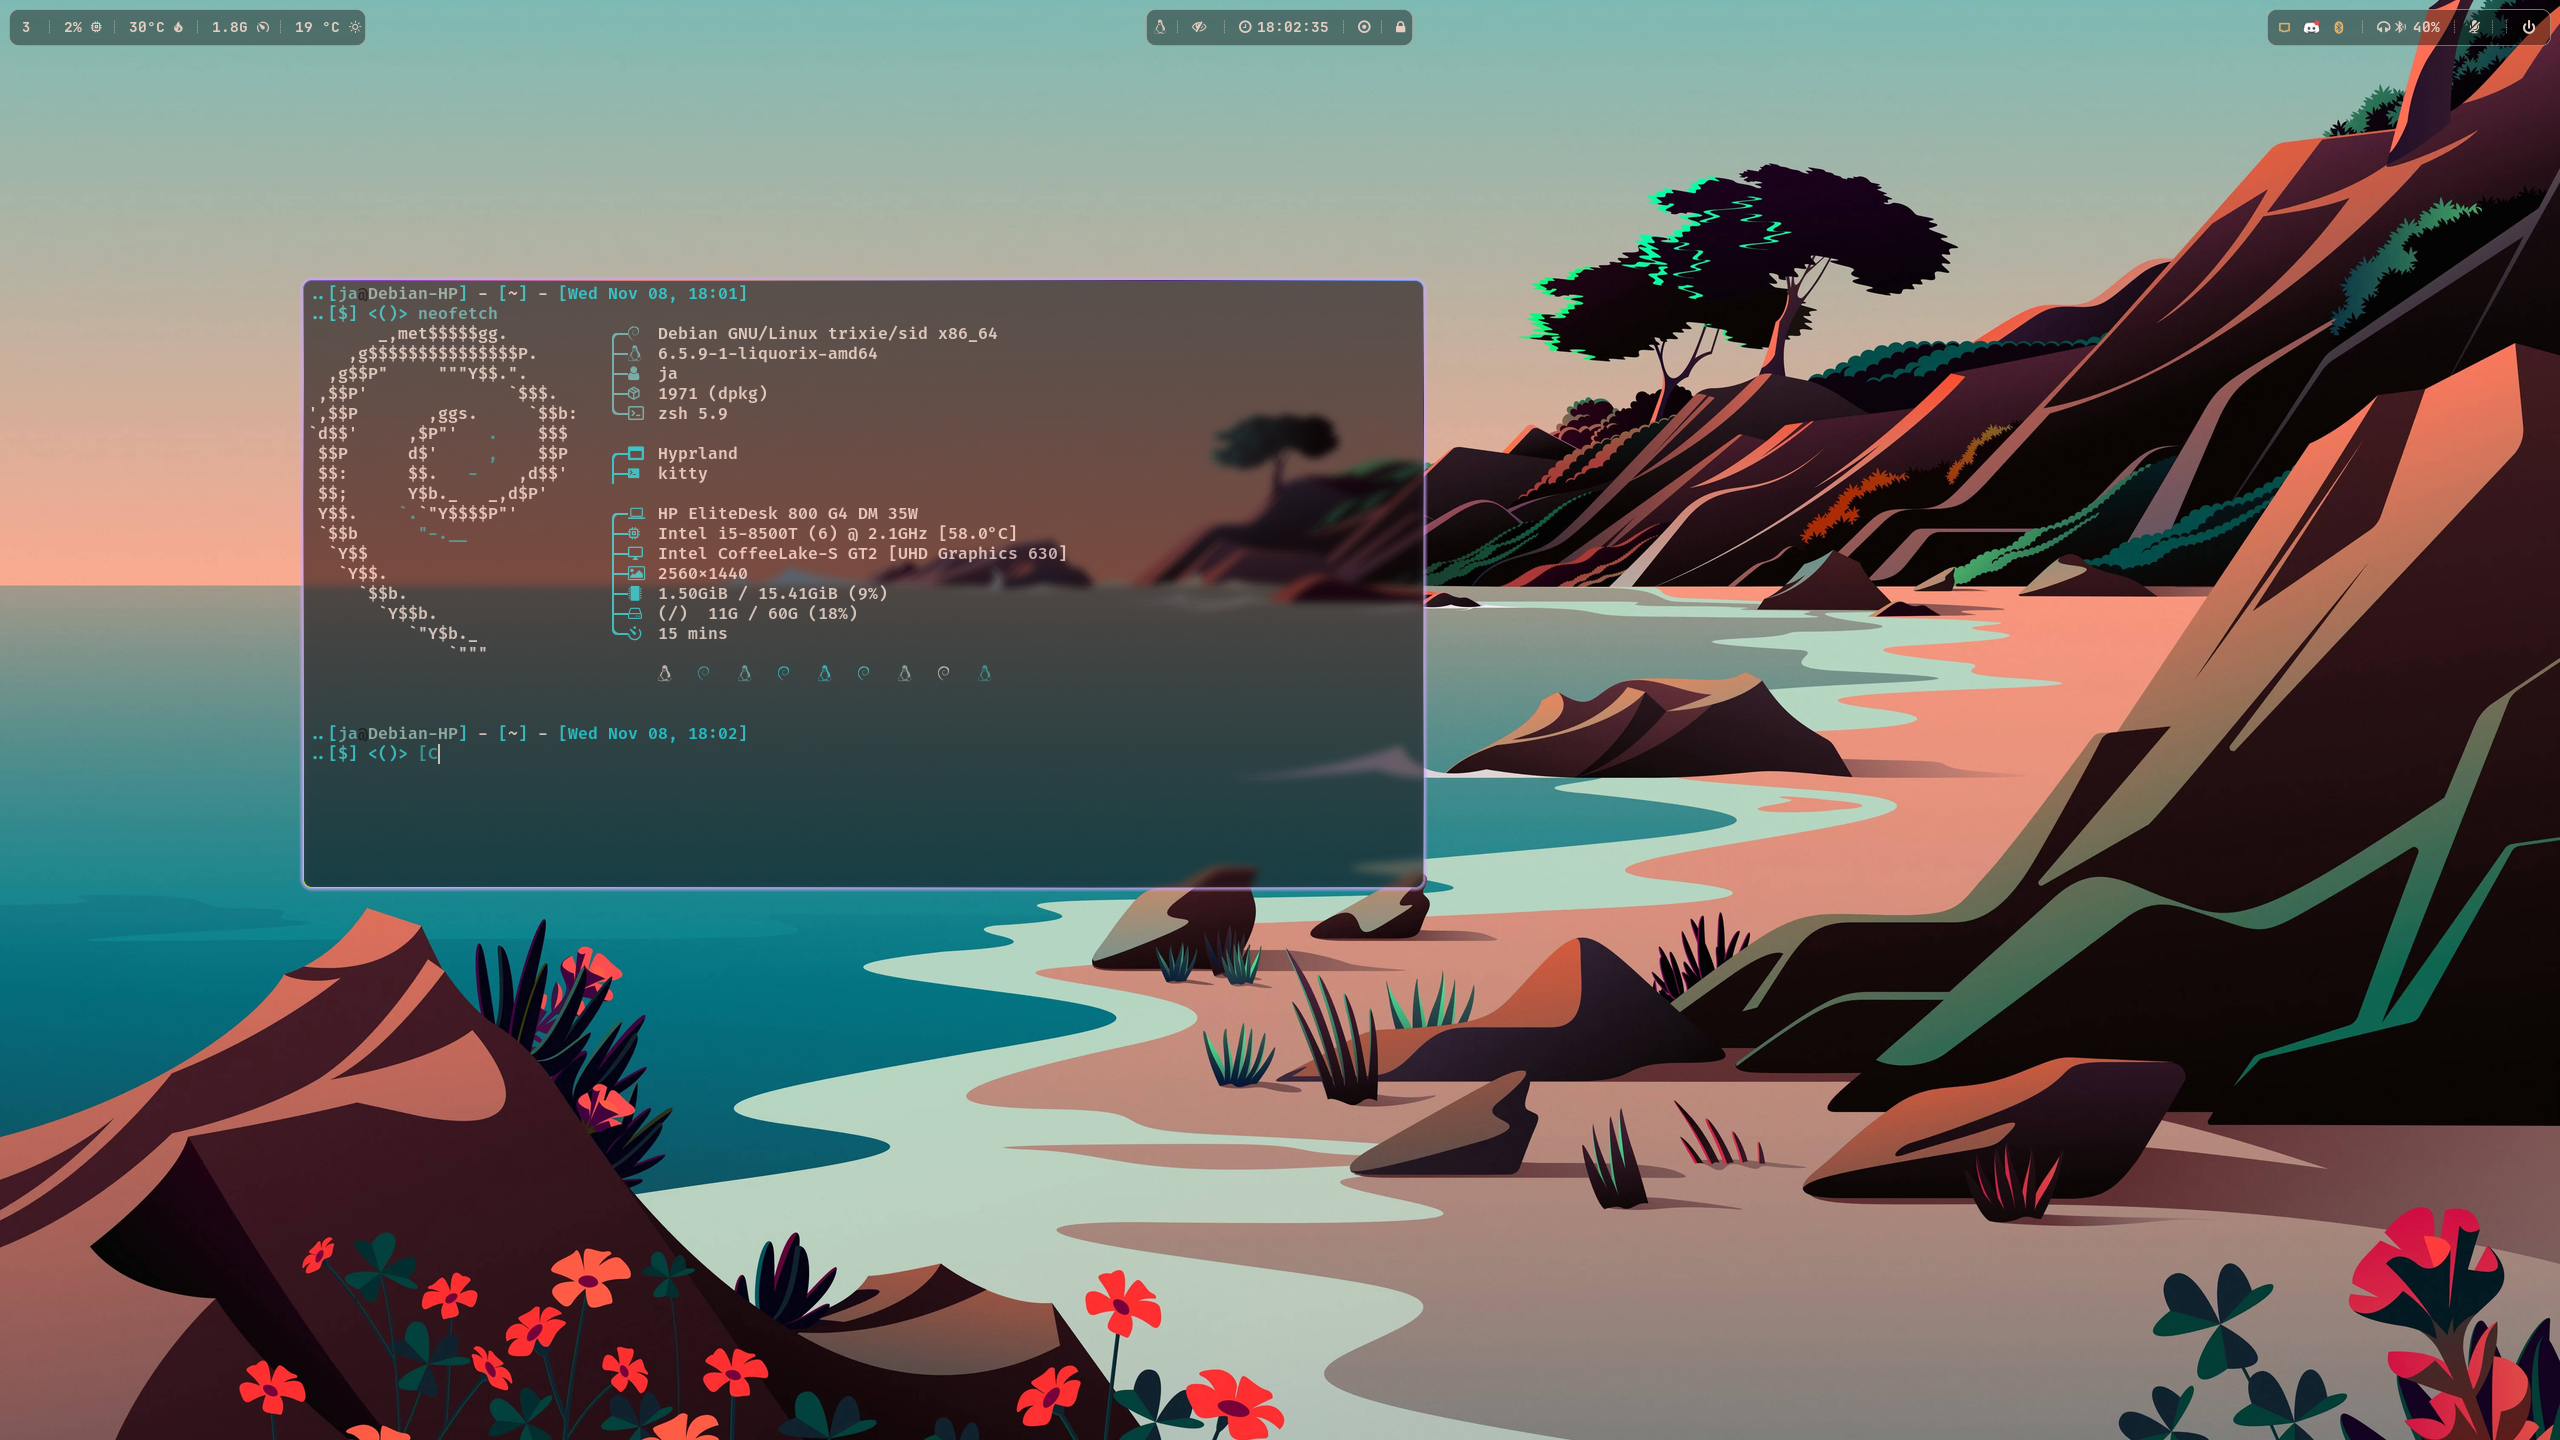 3 2% 30°C 1.8G 19 °C
18:02:35
40%
..[ja@Debian-HP] - [~] - [Wed Nov 08, 18:01]
..[$] <()> neofetch
Debian GNU/Linux trixie/sid x86_64
6.5.9-1-liquorix-amd64
ja
1971 (dpkg)
zsh 5.9
Hyprland
kitty
HP EliteDesk 800 G4 DM 35W
Intel i5-8500T (6) @ 2.1GHz [58.0°C]
Intel CoffeeLake-S GT2 [UHD Graphics 630]
2560×1440
1.50GiB / 15.41GiB (9%)
(/) 11G / 60G (18%)
15 mins
..[ja@Debian-HP] - [~] - [Wed Nov 08, 18:02]
..[$] <()> [C